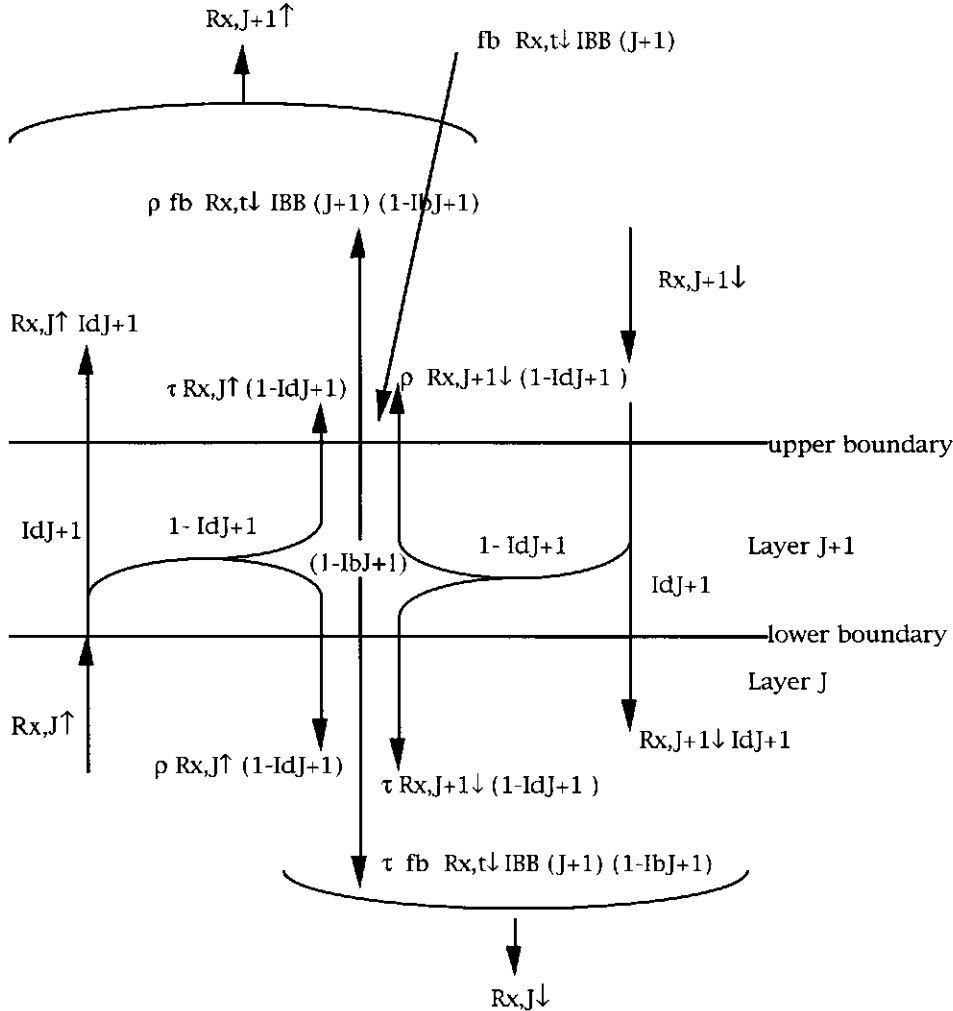 Rx,J+1↑
fb Rx,t↓ IBB (J+1)
ρ fb Rx,t↓ IBB (J+1) (1-IbJ+1)
Rx,J+1↓
Rx,J↑ IdJ+1
τ Rx,J↑ (1-IdJ+1)
ρ Rx,J+1↓ (1-IdJ+1 )
upper boundary
IdJ+1
1- IdJ+1
(1-IbJ+1)
1- IdJ+1
Layer J+1
IdJ+1
lower boundary
Layer J
Rx,J↑
Rx,J+1↓ IdJ+1
ρ Rx,J↑ (1-IdJ+1)
τ Rx,J+1↓ (1-IdJ+1 )
τ fb Rx,t↓ IBB (J+1) (1-IbJ+1)
Rx,J↓